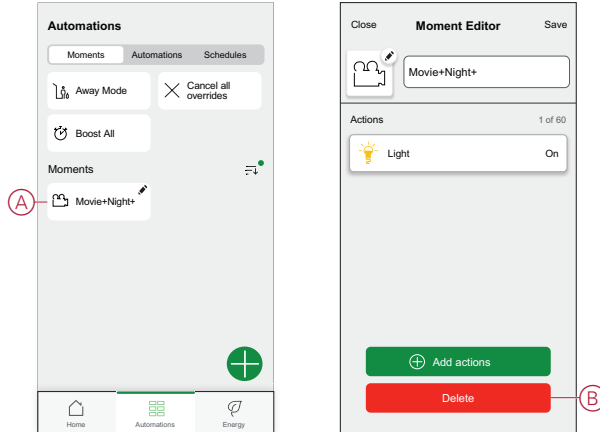 Automations
Moments Automations Schedules
Away Mode
Cancel all
overrides
Boost All
Moments
A
Movie+Night+
Home Automations Energy
Close Moment Editor Save
Movie+Night+
Actions 1 of 60
Light On
Add actions
Delete
B